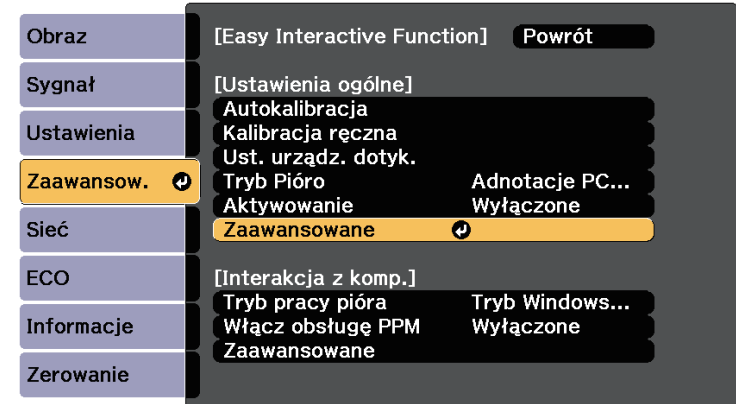 Obraz
Sygnał
Ustawienia
Zaawansow.
Sieć
ECO
Informacje
Zerowanie
[Easy Interactive Function] Powrót
[Ustawienia ogólne]
Autokalibracja
Kalibracja ręczna
Ust. urządz. dotyk.
Tryb Pióro Adnotacje PC...
Aktywowanie Wyłączone
Zaawansowane
[Interakcja z komp.]
Tryb pracy pióra Tryb Windows...
Włącz obsługę PPM Wyłączone
Zaawansowane